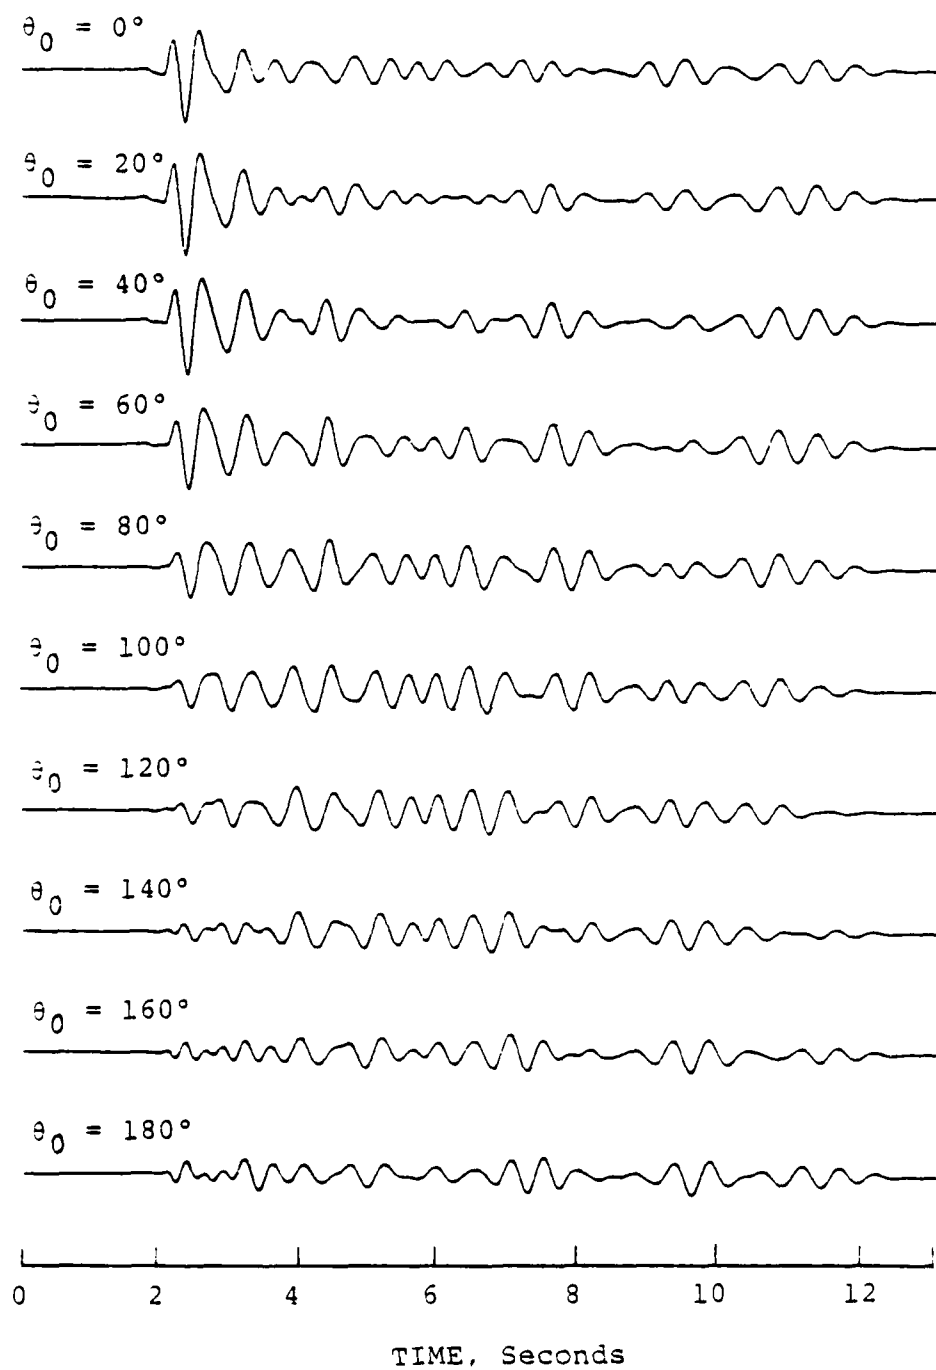 θ0 = 0°
θ0 = 20°
θ0 = 40°
θ0 = 60°
θ0 = 80°
θ0 = 100°
θ0 = 120°
θ0 = 140°
θ0 = 160°
θ0 = 180°
0 2 4 6 8 10 12
TIME, Seconds